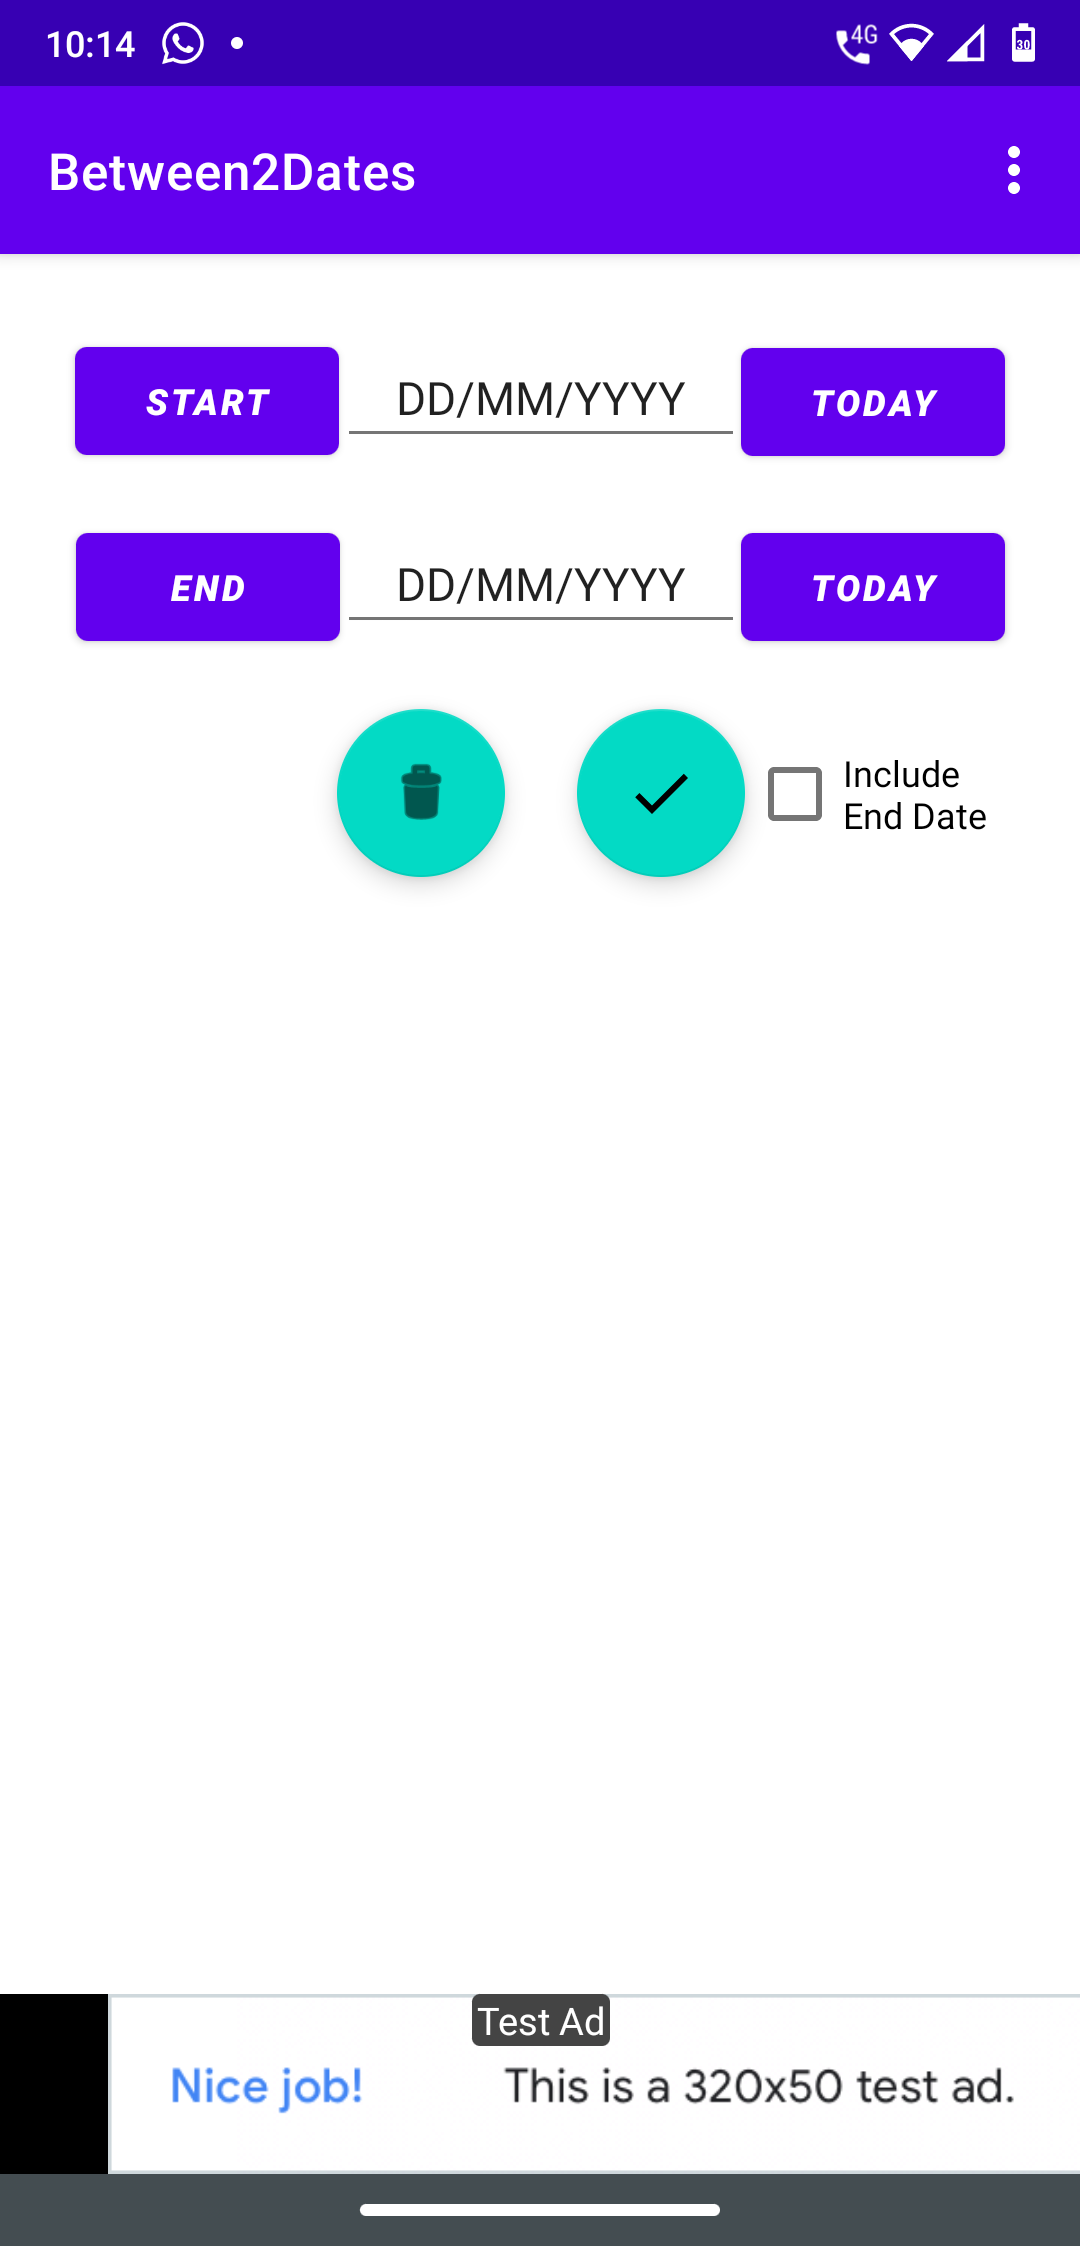 10:14
4G
30
Between2Dates
START DD/MM/YYYY TODAY
END DD/MM/YYYY TODAY
Include
End Date
Test Ad
Nice job! This is a 320x50 test ad.